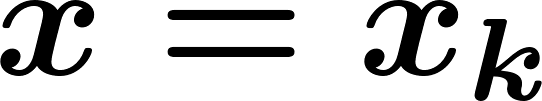 x = x_k